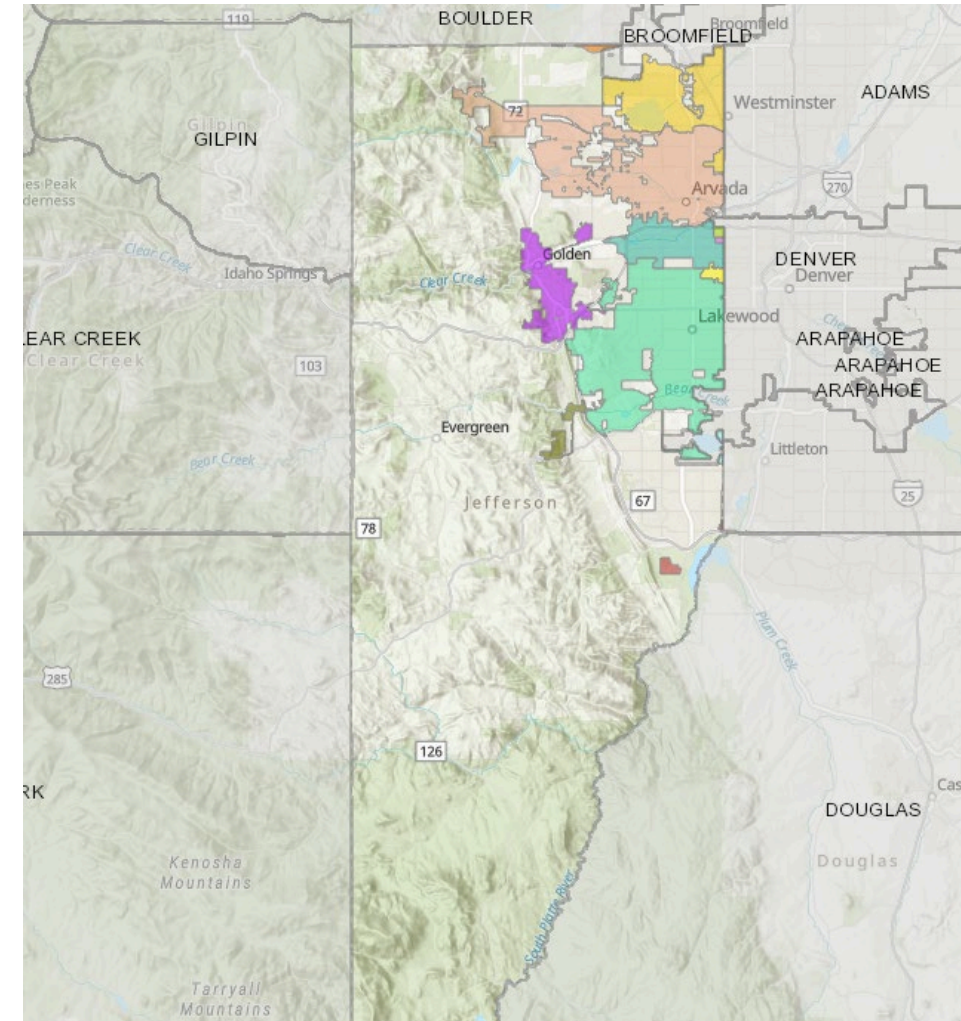 BOULDER
119
Broomfield
BROOMFIELD
ADAMS
Westminster
72
Gilpin
GILPIN
270
es Peak
derness
Arvada
Clear Creek
Golden
DENVER
Denver
Idaho Springs
Clear Creek
Lakewood
LEAR CREEK
Clear Creek
ARAPAHOE
103
ARAPAHOE
Bear Creek
ARAPAHOE
Evergreen
Littleton
Bear Creek
25
Jefferson
67
78
Plum Creek
285
126
Cas
RK
DOUGLAS
Douglas
Kenosha
Mountains
South Platte River
Tarryall
Mountains